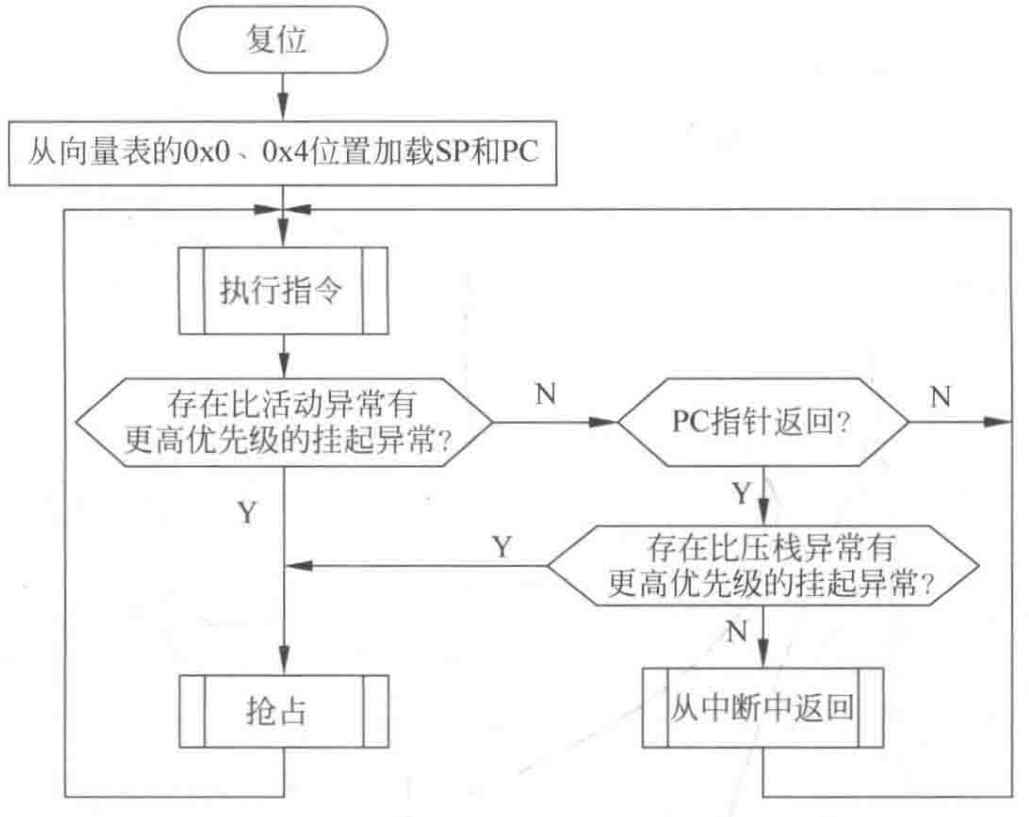 复位
从向量表的0x0、0x4位置加载SP和PC
执行指令
存在比活动异常有
更高优先级的挂起异常?
N
PC指针返回?
N
Y
Y
存在比压栈异常有
更高优先级的挂起异常?
Y
N
抢占
从中断中返回